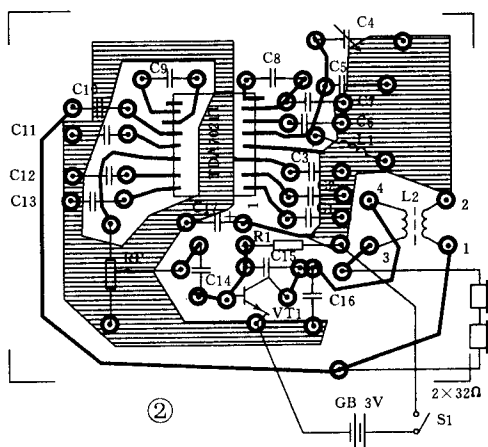 C4
C9
C8
C5
C10
C7
C6
C11
TDA7021T
L1
C3
C12
C13
4
L2
2
1
R1
3
1
RP
C15
C14
C16
VT1
2×32Ω
②
GB 3V
S1